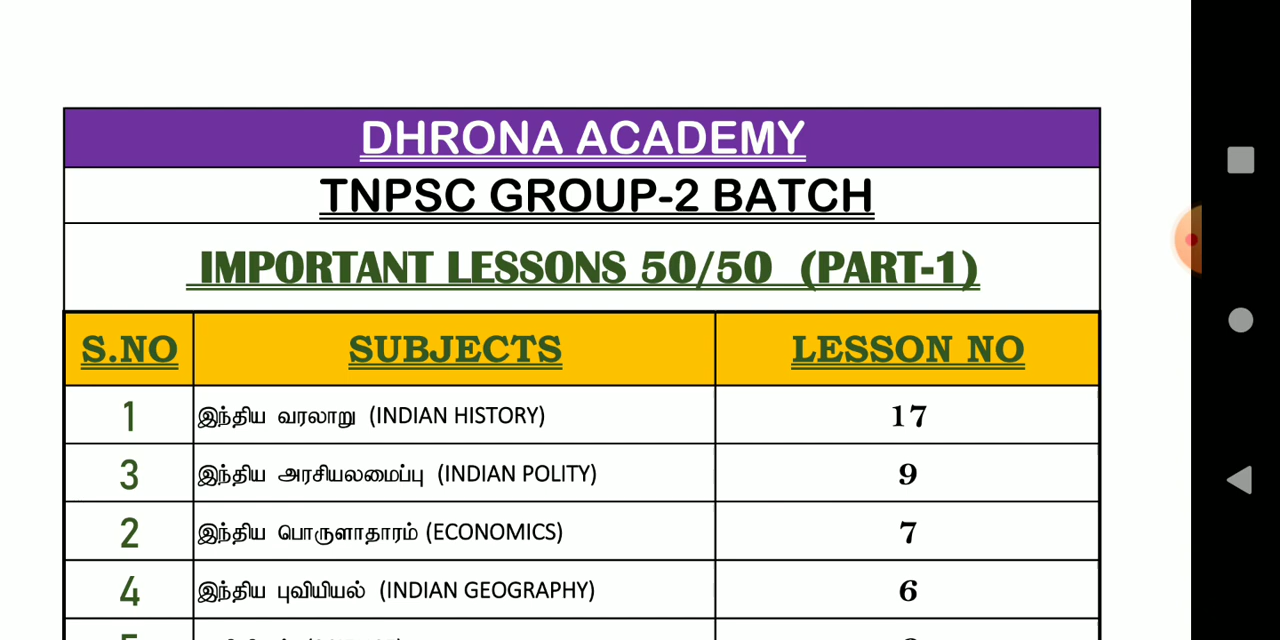 DHRONA ACADEMY
TNPSC GROUP-2 BATCH
IMPORTANT LESSONS 50/50 (PART-1)
S.NO SUBJECTS LESSON NO
1 இந்திய வரலாறு (INDIAN HISTORY) 17
3 இந்திய அரசியலமைப்பு (INDIAN POLITY) 9
2 இந்திய பொருளாதாரம் (ECONOMICS) 7
4 இந்திய புவியியல் (INDIAN GEOGRAPHY) 6